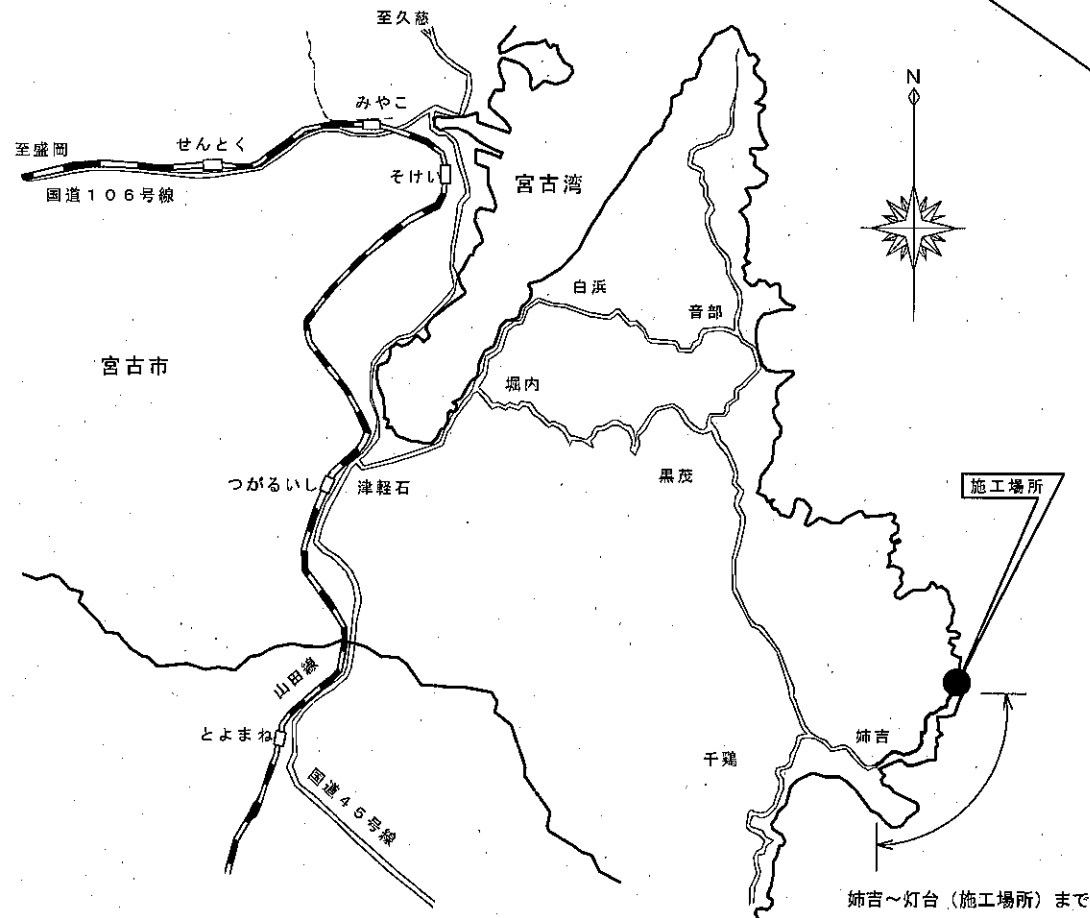 至久慈
N
みやこ
せんとく
至盛岡
国道106号線
そけい
宮古湾
白浜
音部
宮古市
堀内
黒茂
つがるいし
津軽石
施工場所
山田線
とよまね
姉吉
千鶏
国道45号線
姉吉～灯台(施工場所)まで